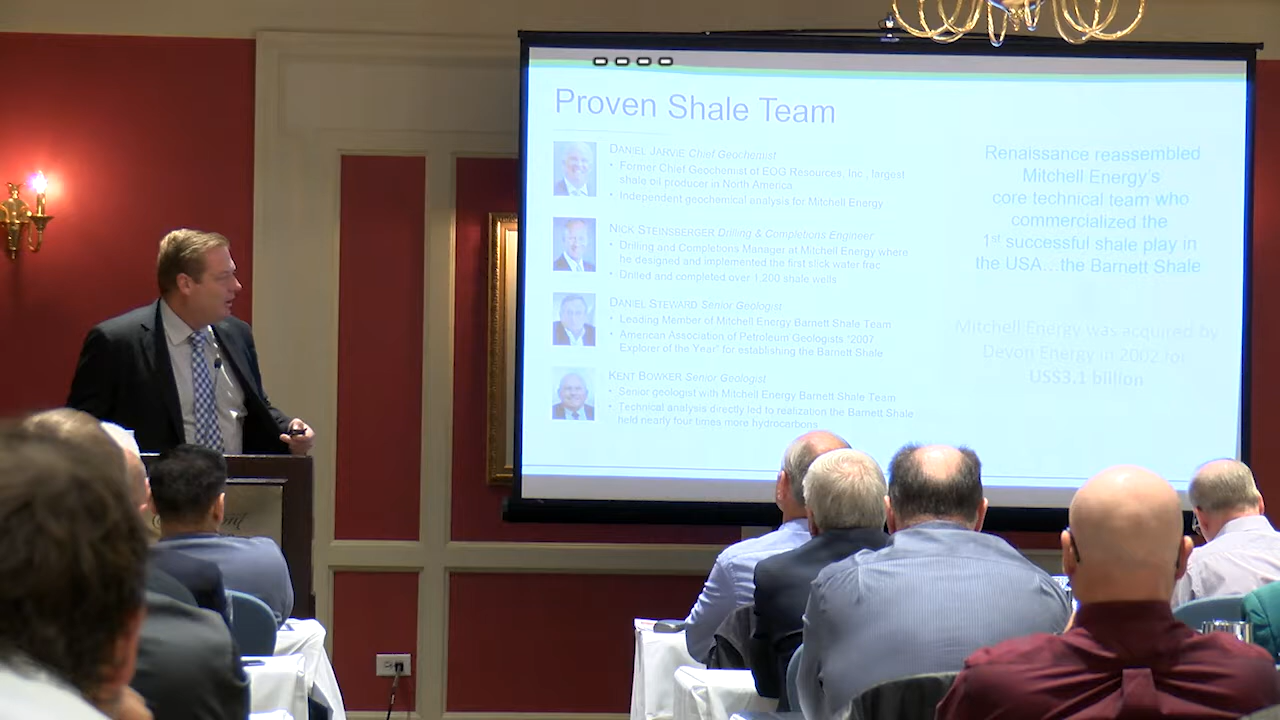 Proven Shale Team
DANIEL JARVIE Chief Geochemist
• Former Chief Geochemist of EOG Resources, Inc., largest
shale oil producer in North America
• Independent geochemical analysis for Mitchell Energy
NICK STEINSBERGER Drilling & Completions Engineer
• Drilling and Completions Manager at Mitchell Energy where
he designed and implemented the first slick water frac
• Drilled and completed over 1,200 shale wells
DANIEL STEWARD Senior Geologist
• Leading Member of Mitchell Energy Barnett Shale Team
• American Association of Petroleum Geologists "2007
Explorer of the Year" for establishing the Barnett Shale
KENT BOWKER Senior Geologist
• Senior geologist with Mitchell Energy Barnett Shale Team
• Technical analysis directly led to realization the Barnett Shale
held nearly four times more hydrocarbons
Renaissance reassembled
Mitchell Energy's
core technical team who
commercialized the
1st successful shale play in
the USA…the Barnett Shale
Mitchell Energy was acquired by
Devon Energy in 2002 for
US$3.1 billion